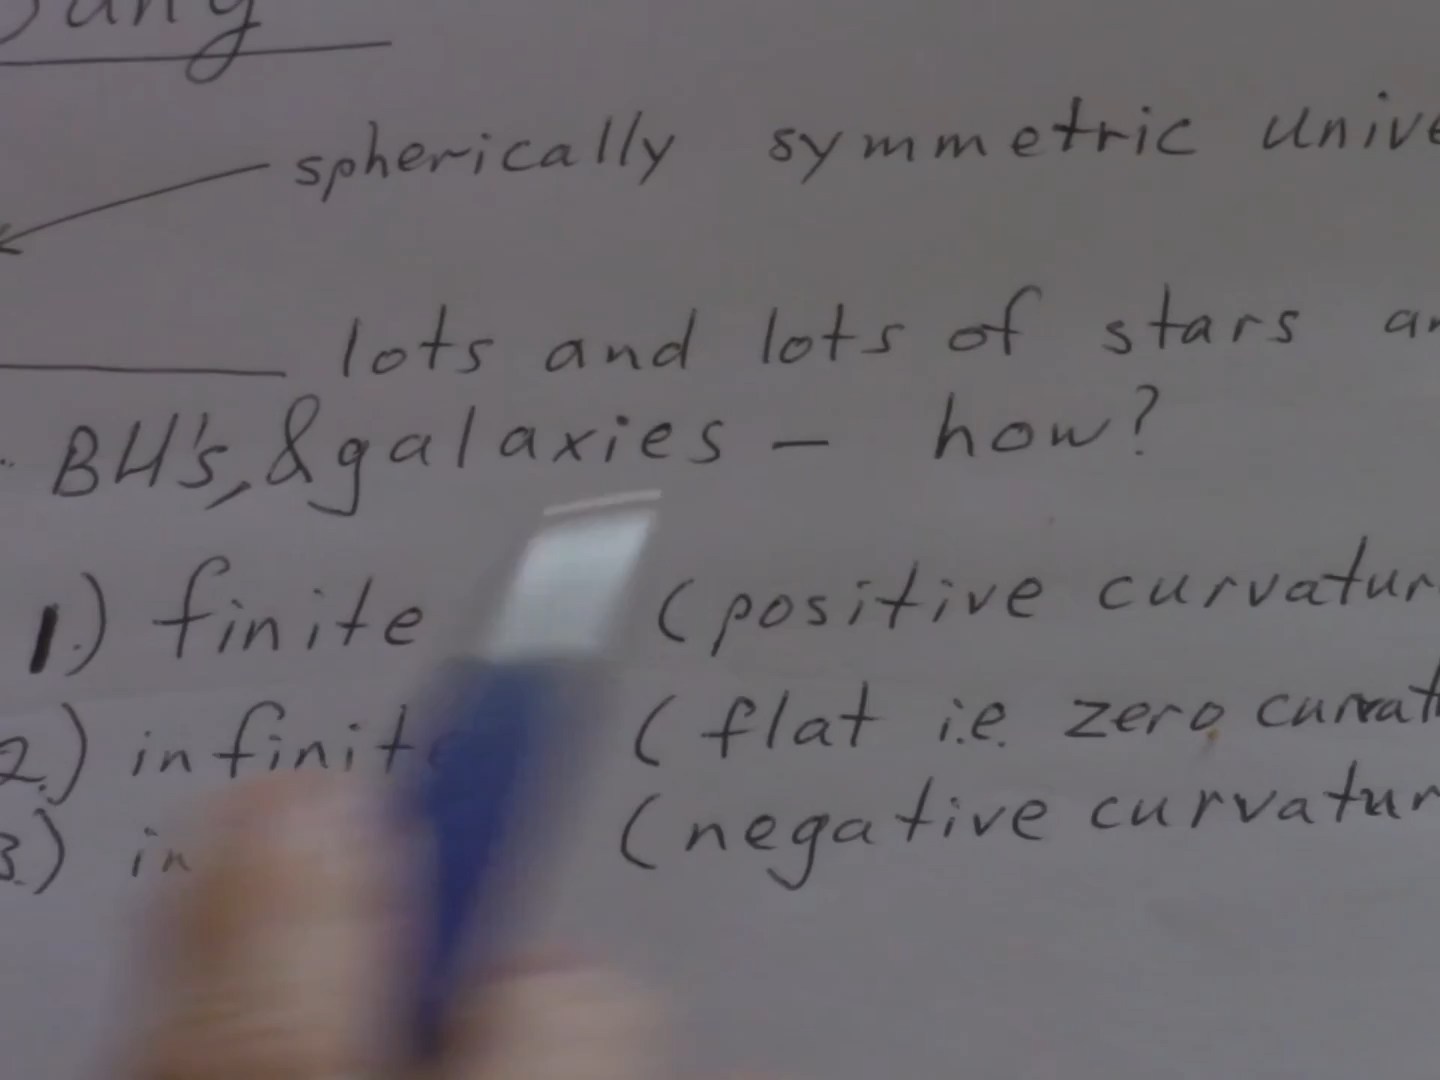 spherically symmetric unive
lots and lots of stars
BH's, & galaxies — how?
1.) finite (positive curvatur
2.) infinite (flat i.e. zero curvat
3.) in (negative curvatur